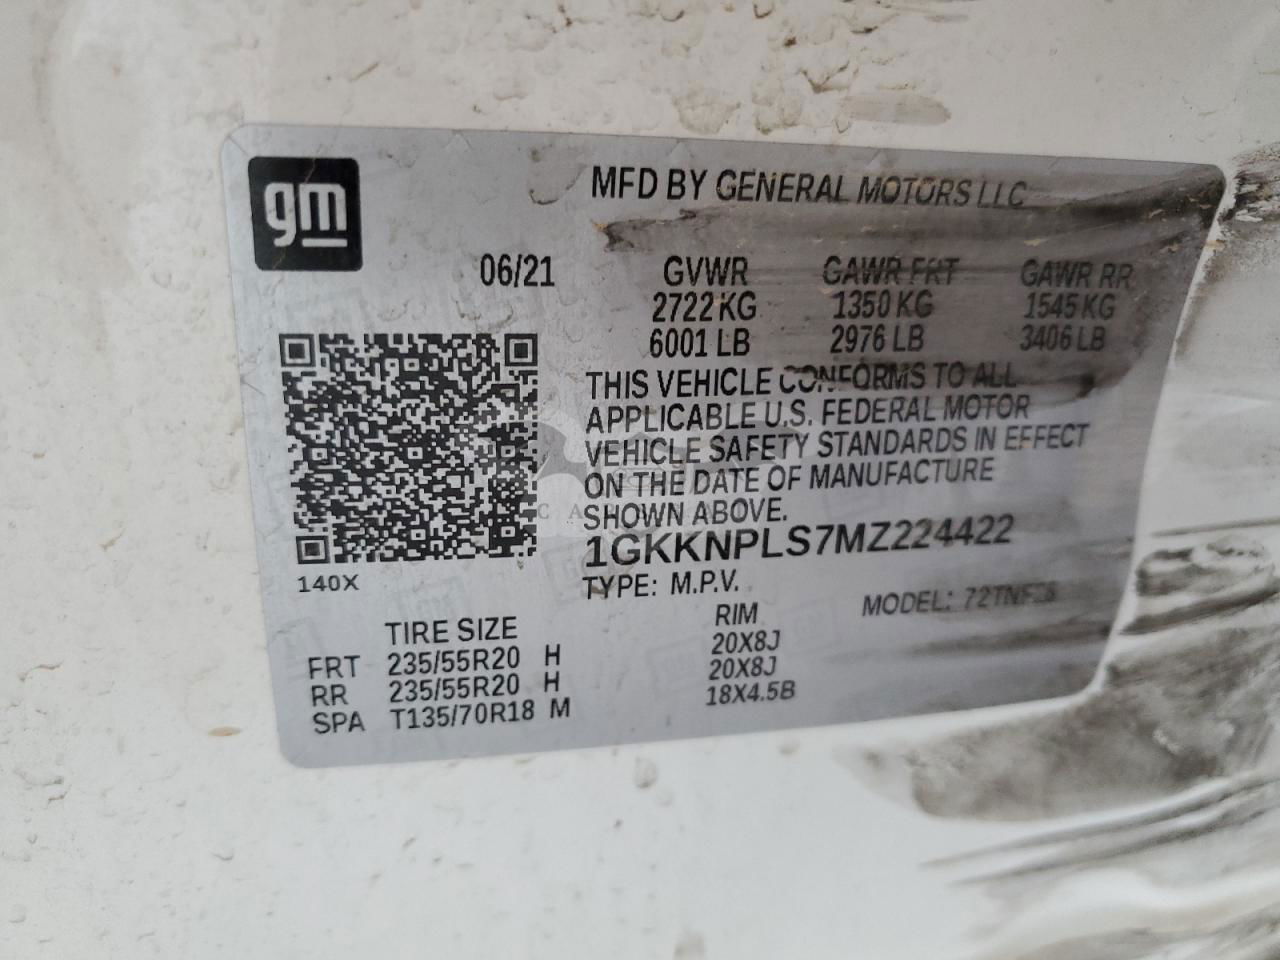 gm
MFD BY GENERAL MOTORS LLC
06/21 GVWR GAWR FRT GAWR RR
2722 KG 1350 KG 1545 KG
6001 LB 2976 LB 3406 LB
THIS VEHICLE CONFORMS TO ALL
APPLICABLE U.S. FEDERAL MOTOR
VEHICLE SAFETY STANDARDS IN EFFECT
ON THE DATE OF MANUFACTURE
SHOWN ABOVE.
1GKKNPLS7MZ224422
140X
TYPE: M.P.V. MODEL:
TIRE SIZE RIM
FRT 235/55R20 H 20X8J
RR 235/55R20 H 20X8J
SPA T135/70R18 M 18X4.5B